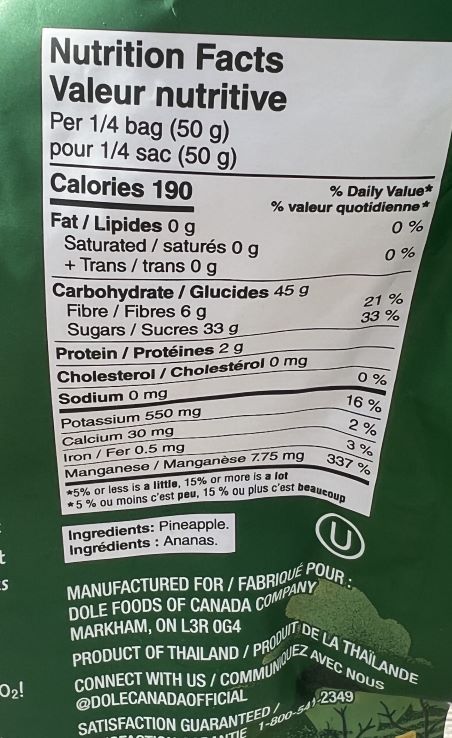 Nutrition Facts
Valeur nutritive
Per 1/4 bag (50 g)
pour 1/4 sac (50 g)
Calories 190
% Daily Value*
% valeur quotidienne*
Fat / Lipides 0 g 0 %
Saturated / saturés 0 g
+ Trans / trans 0 g 0 %
Carbohydrate / Glucides 45 g
Fibre / Fibres 6 g 21 %
Sugars / Sucres 33 g 33 %
Protein / Protéines 2 g
Cholesterol / Cholestérol 0 mg
Sodium 0 mg 0 %
Potassium 550 mg 16 %
Calcium 30 mg 2 %
Iron / Fer 0.5 mg 3 %
Manganese / Manganèse 7.75 mg 337 %
*5% or less is a little, 15% or more is a lot
*5 % ou moins c'est peu, 15 % ou plus c'est beaucoup
Ingredients: Pineapple.
Ingrédients : Ananas.
U
MANUFACTURED FOR / FABRIQUÉ POUR :
DOLE FOODS OF CANADA COMPANY
MARKHAM, ON L3R 0G4
PRODUCT OF THAILAND / PRODUIT DE LA THAÏLANDE
CONNECT WITH US / COMMUNIQUEZ AVEC NOUS
@DOLECANADAOFFICIAL
SATISFACTION GUARANTEED /
1-800-541-2349